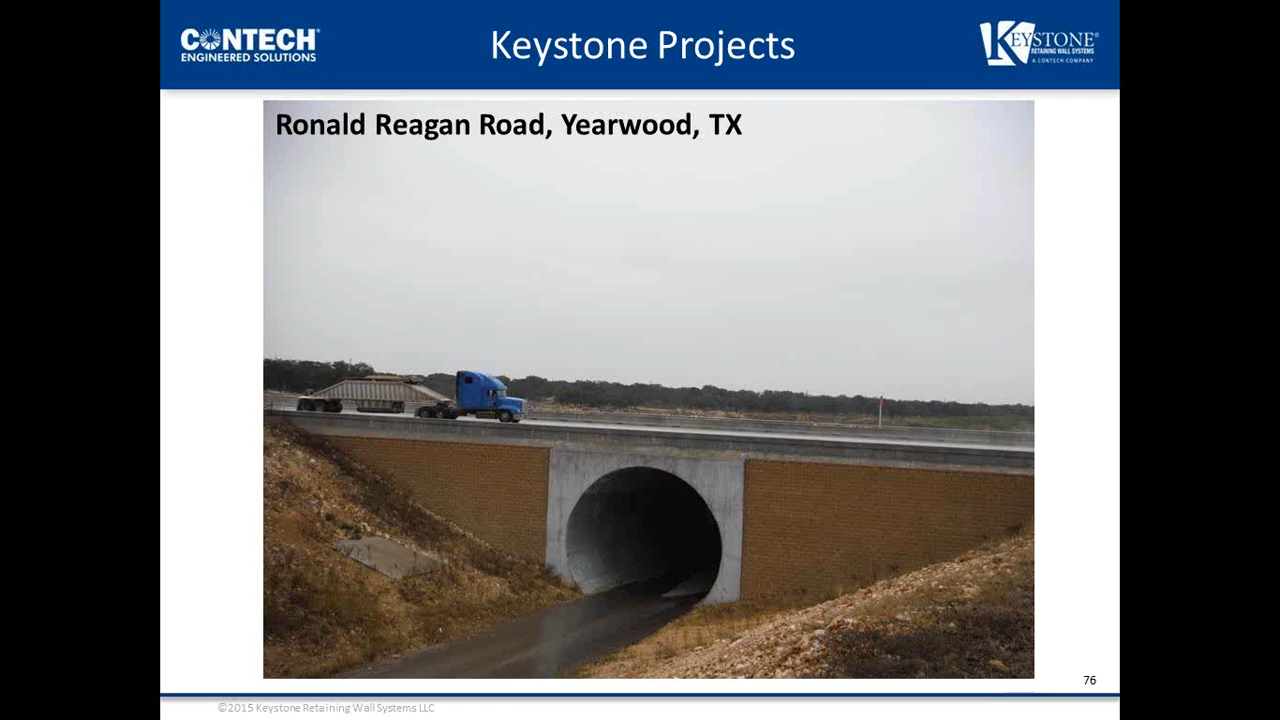 CONTECH®
ENGINEERED SOLUTIONS
Keystone Projects
KEYSTONE®
RETAINING WALL SYSTEMS
A CONTECH COMPANY
Ronald Reagan Road, Yearwood, TX
76
©2015 Keystone Retaining Wall Systems LLC